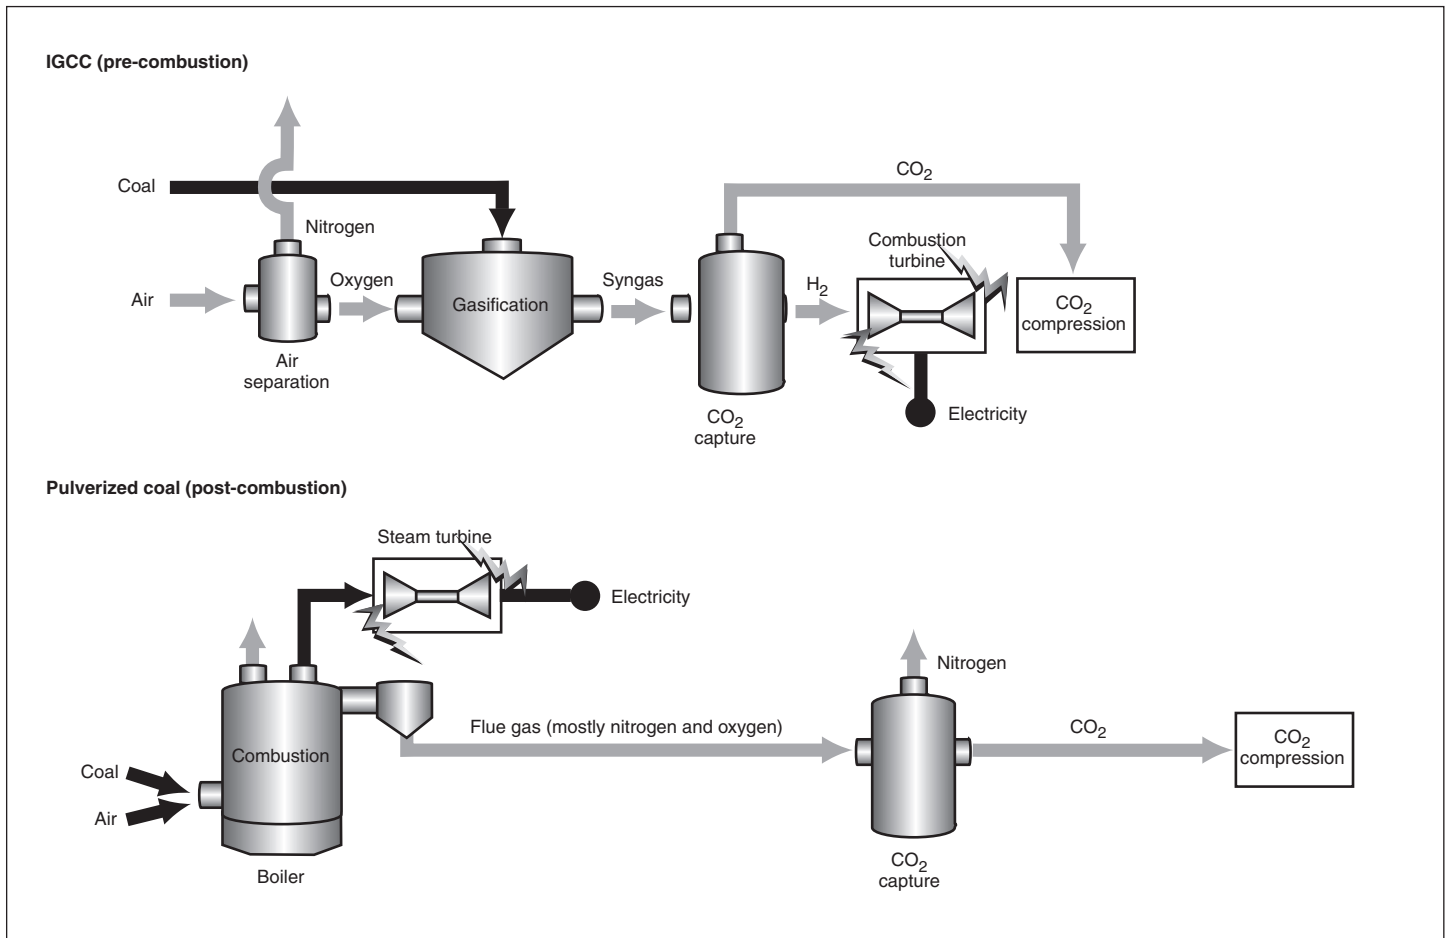 IGCC (pre-combustion)
CO2
Coal
Nitrogen
Combustion
turbine
Oxygen
Syngas
H2
Air
Gasification
CO2
compression
Air
separation
CO2
capture
Electricity
Pulverized coal (post-combustion)
Steam turbine
Electricity
Nitrogen
Flue gas (mostly nitrogen and oxygen)
CO2
Combustion
CO2
compression
Coal
Air
Boiler
CO2
capture